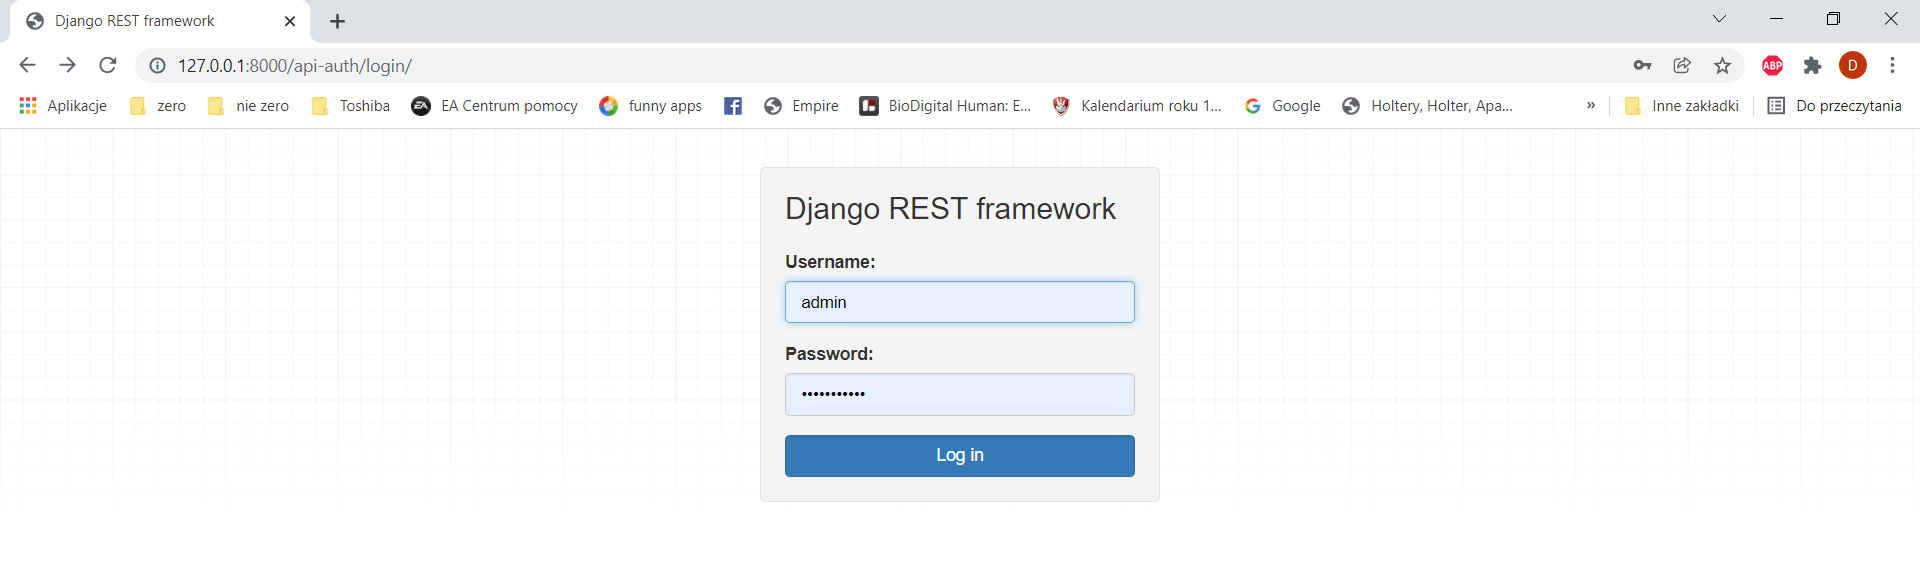 Django REST framework
127.0.0.1:8000/api-auth/login/
ABP
D
Aplikacje zero nie zero Toshiba EA EA Centrum pomocy funny apps Empire BioDigital Human: E... Kalendarium roku 1... Google Holtery, Holter, Apa... » Inne zakładki Do przeczytania
Django REST framework
Username:
admin
Password:
•••••••••••
Log in